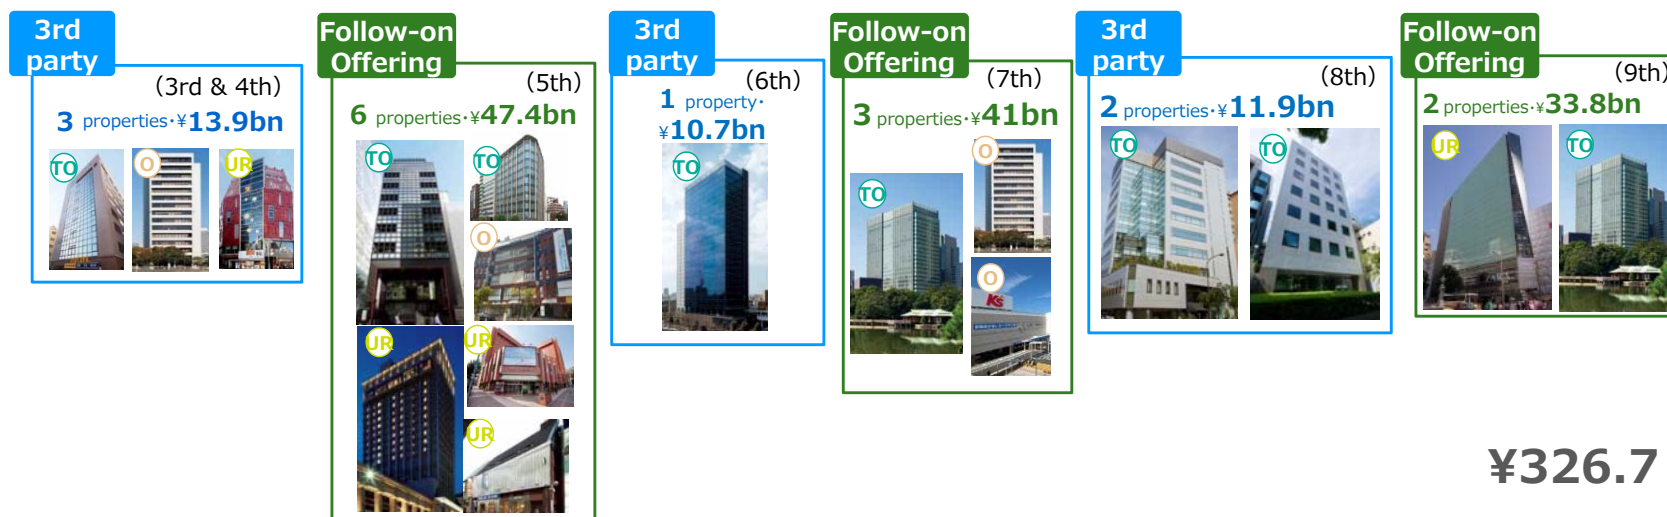 3rd
party
(3rd & 4th)
3 properties・¥13.9bn
TO
O
UR
Follow-on
Offering
(5th)
6 properties・¥47.4bn
TO
TO
O
UR
UR
UR
3rd
party
(6th)
1 property・
¥10.7bn
TO
Follow-on
Offering
(7th)
3 properties・¥41bn
TO
O
O
K's
3rd
party
(8th)
2 properties・¥11.9bn
TO
TO
Follow-on
Offering
(9th)
2 properties・¥33.8bn
UR
TO
¥326.7